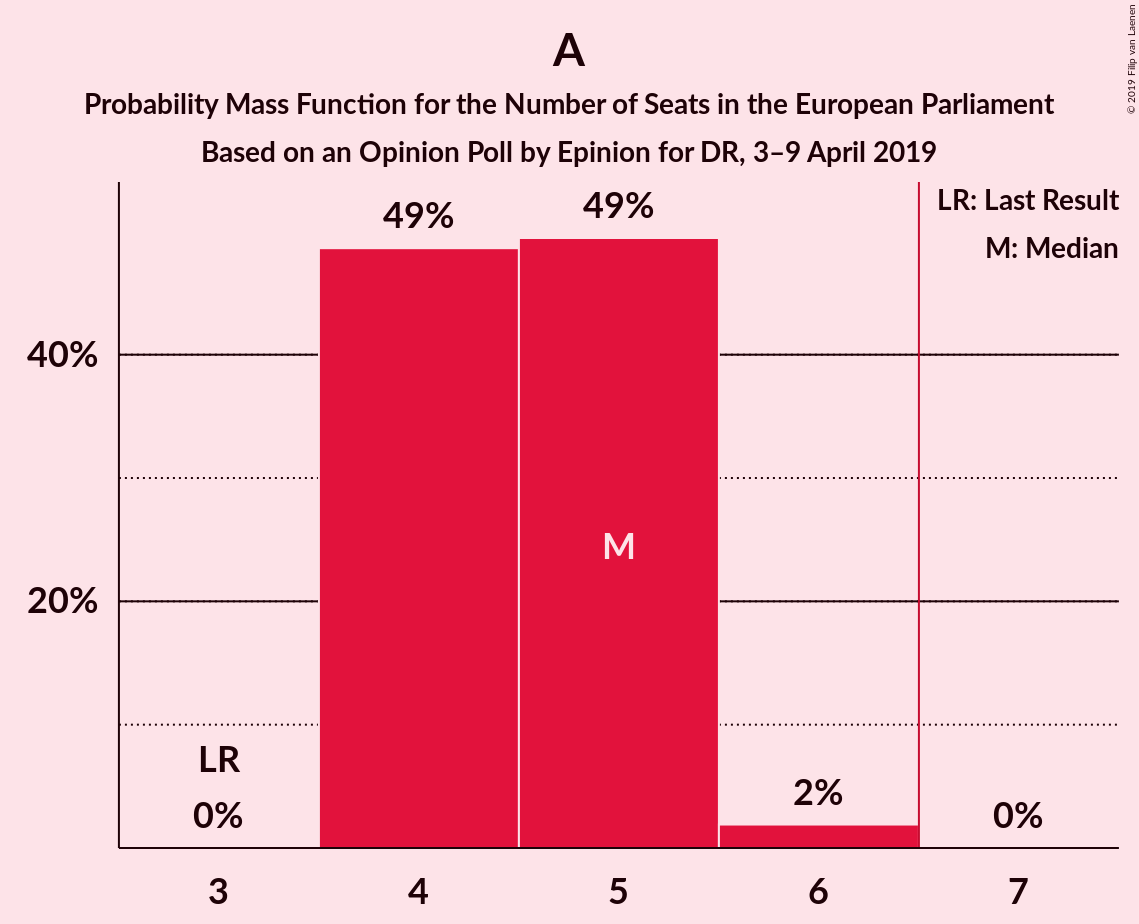 A
Probability Mass Function for the Number of Seats in the European Parliament
Based on an Opinion Poll by Epinion for DR, 3–9 April 2019
© 2019 Filip van Laenen
LR: Last Result
M: Median
49%
49%
40%
M
20%
LR
0%
2%
0%
3
4
5
6
7